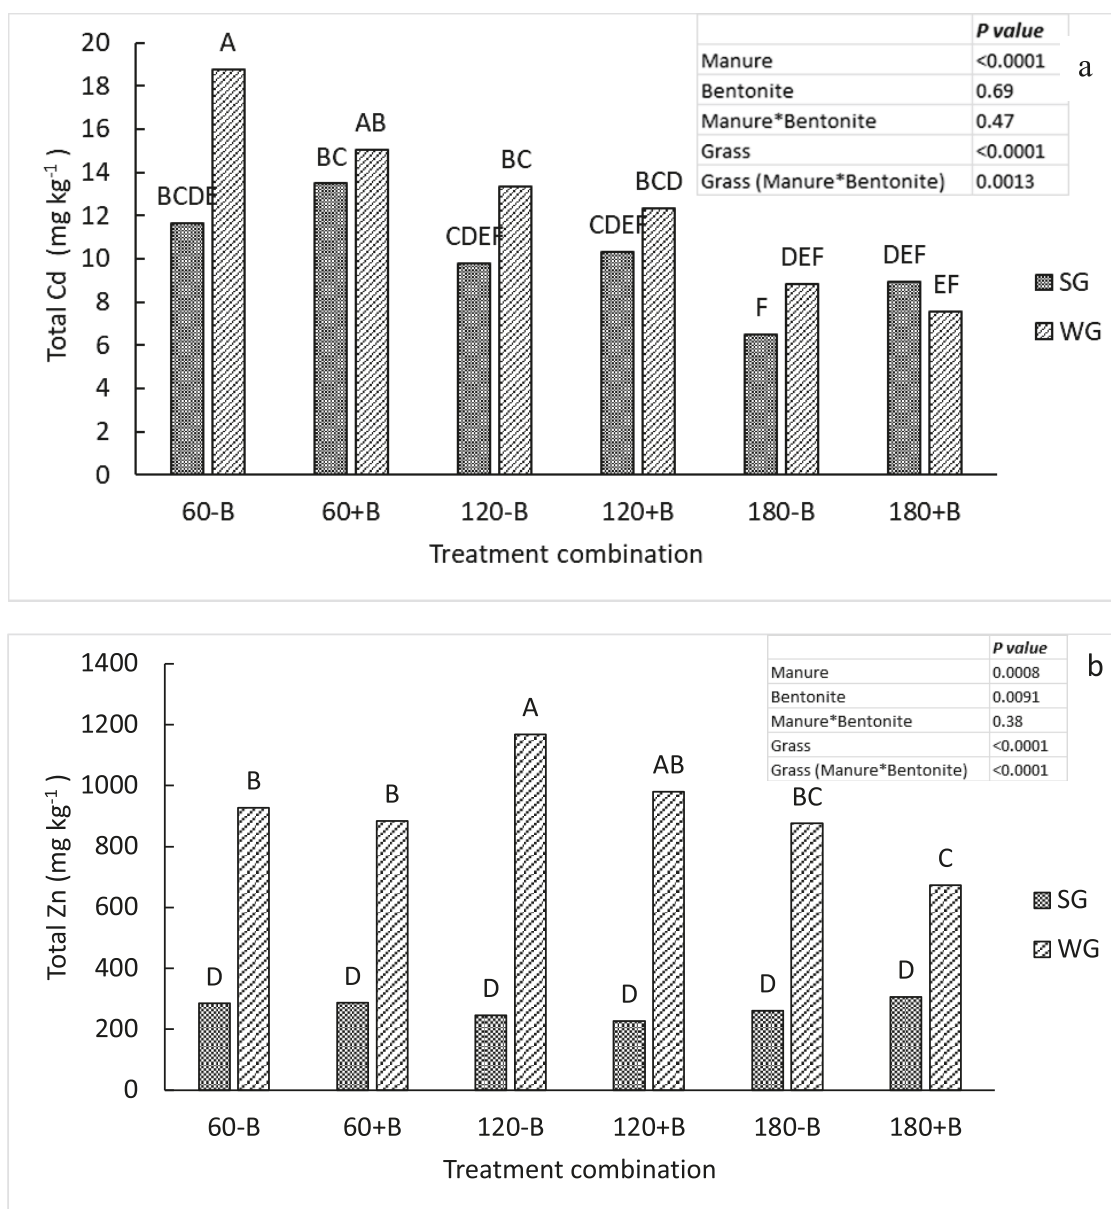 P value
Manure <0.0001
Bentonite 0.69
Manure*Bentonite 0.47
Grass <0.0001
Grass (Manure*Bentonite) 0.0013
a
Total Cd (mg kg-1 )
20
18
16
14
12
10
8
6
4
2
0
BCDE A BC AB CDEF BC CDEF BCD F DEF DEF EF
SG
WG
60-B 60+B 120-B 120+B 180-B 180+B
Treatment combination
P value
Manure 0.0008
Bentonite 0.0091
Manure*Bentonite 0.38
Grass <0.0001
Grass (Manure*Bentonite) <0.0001
b
Total Zn (mg kg-1 )
1400
1200
1000
800
600
400
200
0
D B D B D A D AB D BC D C
SG
WG
60-B 60+B 120-B 120+B 180-B 180+B
Treatment combination